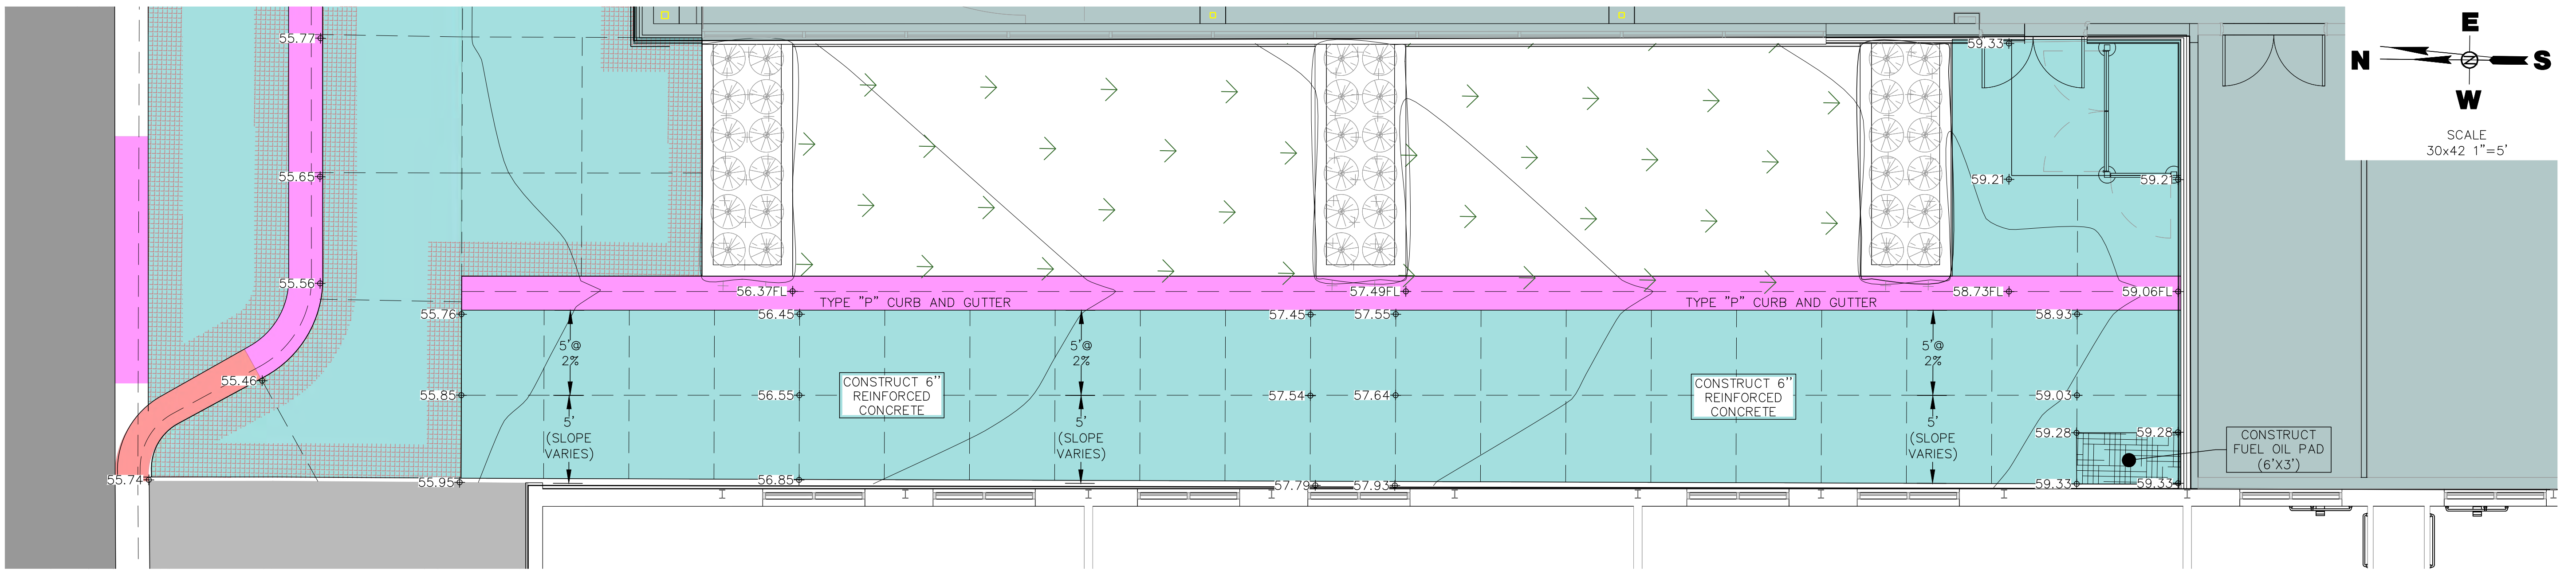 55.77
59.33
E
N
S
W
SCALE
30x42 1"=5'
55.65
59.21
59.21
55.56
56.37FL
57.49FL
58.73FL
59.06FL
TYPE "P" CURB AND GUTTER
TYPE "P" CURB AND GUTTER
55.76
56.45
57.45
57.55
58.93
5'@
2%
5'@
2%
5'@
2%
55.46
55.85
56.55
57.54
57.64
59.03
CONSTRUCT 6''
REINFORCED
CONCRETE
CONSTRUCT 6''
REINFORCED
CONCRETE
5'
(SLOPE
VARIES)
5'
(SLOPE
VARIES)
5'
(SLOPE
VARIES)
59.28
59.28
CONSTRUCT
FUEL OIL PAD
(6'X3')
55.74
55.95
56.85
57.79
57.93
59.33
59.33